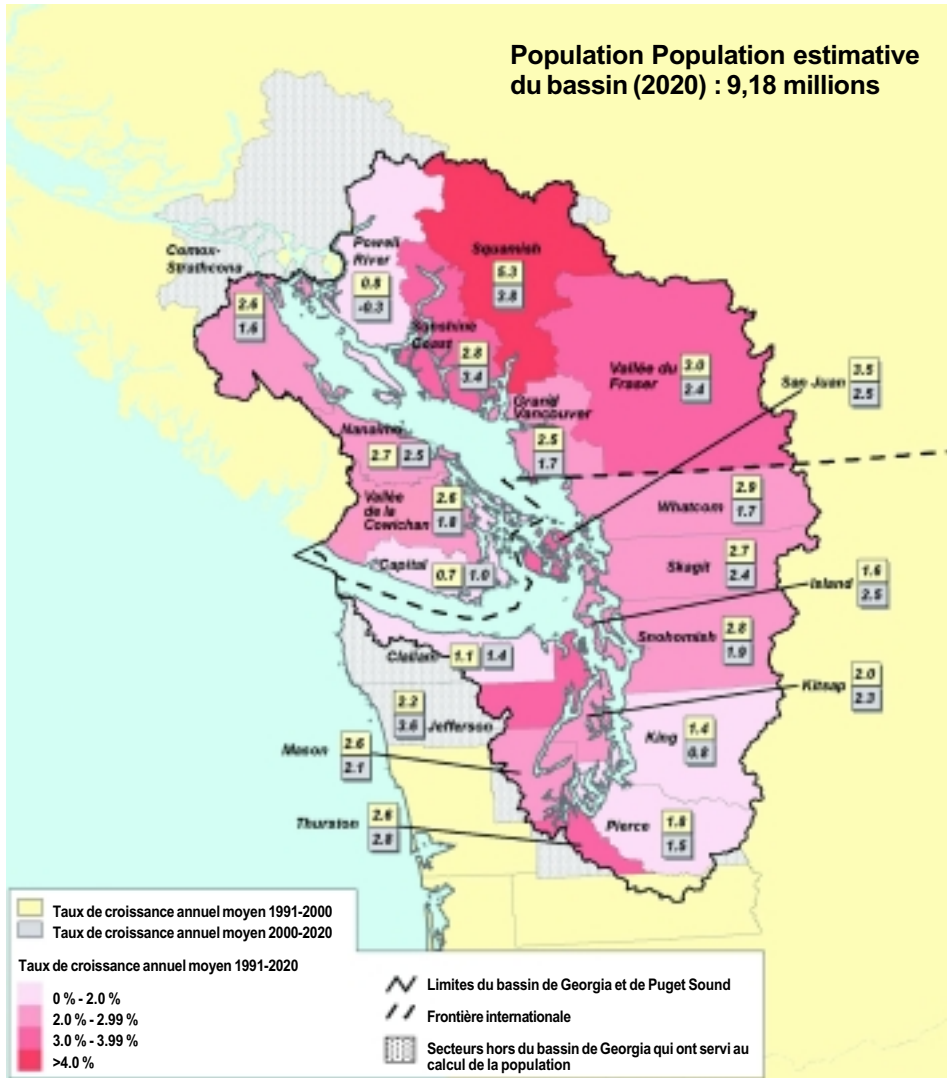 Population Population estimative
du bassin (2020) : 9,18 millions
Comox-
Strathcona
2.6
1.6
Powell
River
0.8
-0.3
Squamish
5.3
3.8
Sunshine
Coast
2.8
3.4
Vallée du
Fraser
3.0
2.4
San Juan
3.5
2.5
Grand
Vancouver
2.5
1.7
Nanaimo
2.7 2.5
Vallée
de la
Cowichan
2.6
1.8
Whatcom
2.9
1.7
Capital
0.7 1.0
Skagit
2.7
2.4
Island
1.6
2.5
Snohomish
2.8
1.9
Clallam
1.1 1.4
Kitsap
2.0
2.3
Jefferson
2.2
3.6
King
1.4
0.8
Mason
2.6
2.1
Thurston
2.6
2.8
Pierce
1.8
1.5
Taux de croissance annuel moyen 1991-2000
Taux de croissance annuel moyen 2000-2020
Taux de croissance annuel moyen 1991-2020
0 % - 2.0 %
2.0 % - 2.99 %
3.0 % - 3.99 %
>4.0 %
Limites du bassin de Georgia et de Puget Sound
Frontière internationale
Secteurs hors du bassin de Georgia qui ont servi au
calcul de la population